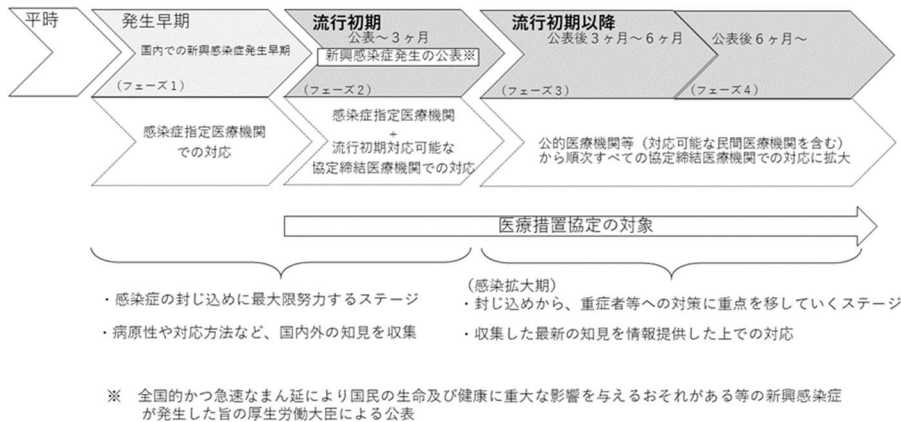 平時
発生早期
国内での新興感染症発生早期
(フェーズ1)
流行初期
公表～3ヶ月
新興感染症発生の公表※
(フェーズ2)
流行初期以降
公表後3ヶ月～6ヶ月
(フェーズ3)
公表後6ヶ月～
(フェーズ4)
感染症指定医療機関
での対応
感染症指定医療機関
+
流行初期対応可能な
協定締結医療機関での対応
公的医療機関等（対応可能な民間医療機関を含む）
から順次すべての協定締結医療機関での対応に拡大
医療措置協定の対象
・感染症の封じ込めに最大限努力するステージ
・病原性や対応方法など、国内外の知見を収集
（感染拡大期）
・封じ込めから、重症者等への対策に重点を移していくステージ
・収集した最新の知見を情報提供した上での対応
※ 全国的かつ急速なまん延により国民の生命及び健康に重大な影響を与えるおそれがある等の新興感染症
が発生した旨の厚生労働大臣による公表